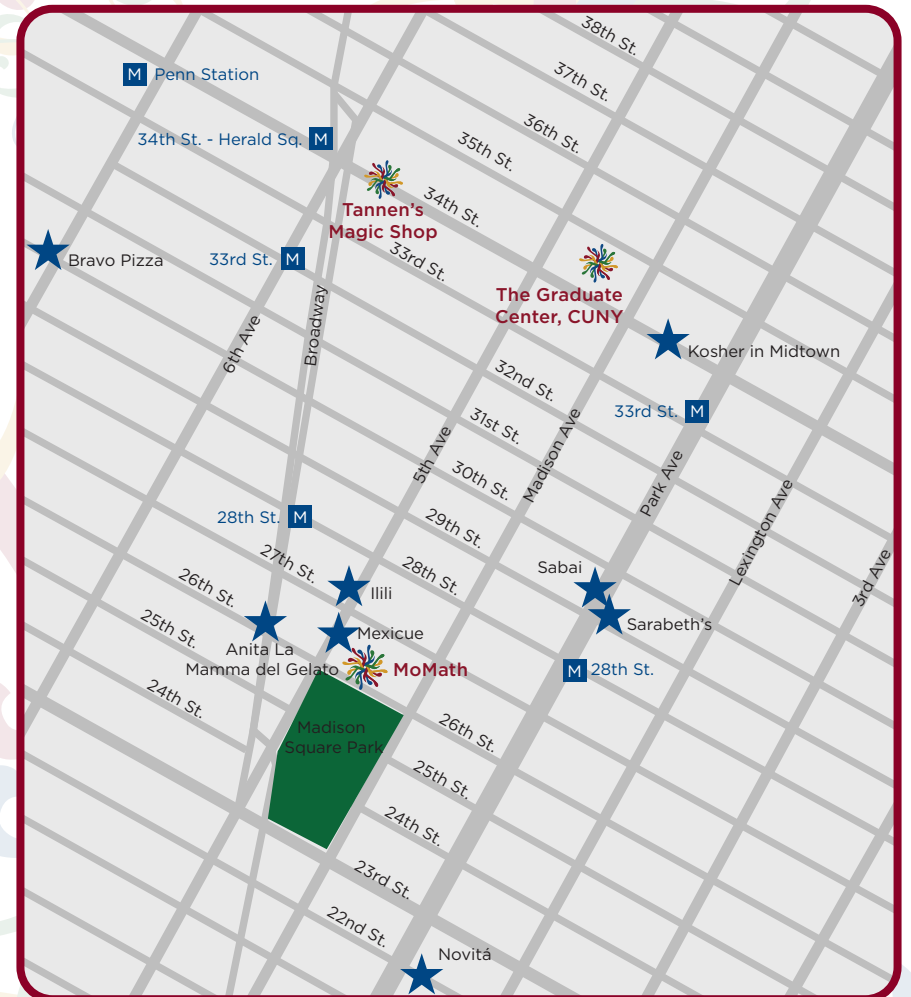 38th St.
37th St.
M Penn Station
36th St.
34th St. - Herald Sq. M
35th St.
34th St.
Tannen's
Magic Shop
33rd St.
Bravo Pizza
33rd St. M
The Graduate
Center, CUNY
Broadway
6th Ave
Kosher in Midtown
32nd St.
33rd St. M
31st St.
Madison Ave
5th Ave
30th St.
Park Ave
28th St. M
29th St.
Lexington Ave
27th St.
28th St.
Sabai
3rd Ave
26th St.
Ilili
25th St.
Mexicue
Sarabeth's
Anita La
Mamma del Gelato
MoMath
M 28th St.
24th St.
Madison
Square Park
26th St.
25th St.
24th St.
23rd St.
22nd St.
Novitá